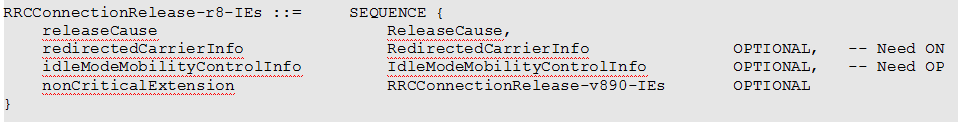 RRCConnectionRelease-r8-IEs ::= SEQUENCE {
releaseCause ReleaseCause,
redirectedCarrierInfo RedirectedCarrierInfo OPTIONAL, -- Need ON
idleModeMobilityControlInfo IdleModeMobilityControlInfo OPTIONAL, -- Need OP
nonCriticalExtension RRCConnectionRelease-v890-IEs OPTIONAL
}